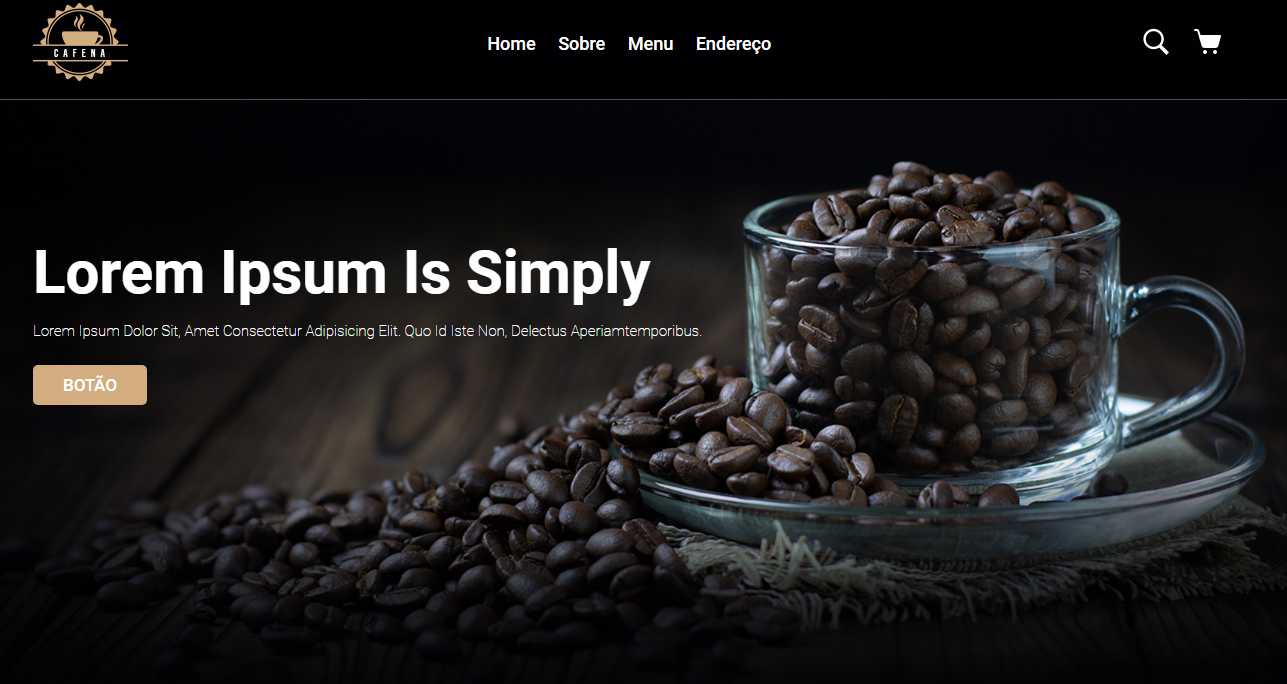 CAFENA
Home Sobre Menu Endereço
Lorem Ipsum Is Simply
Lorem Ipsum Dolor Sit, Amet Consectetur Adipisicing Elit. Quo Id Iste Non, Delectus Aperiamtemporibus.
BOTÃO